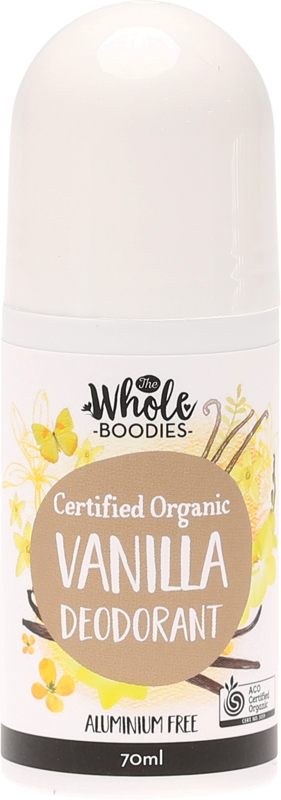 The
Whole
-BOODIES-
Certified Organic
VANILLA
DEODORANT
ACO
Certified
Organic
ALUMINIUM FREE
70ml